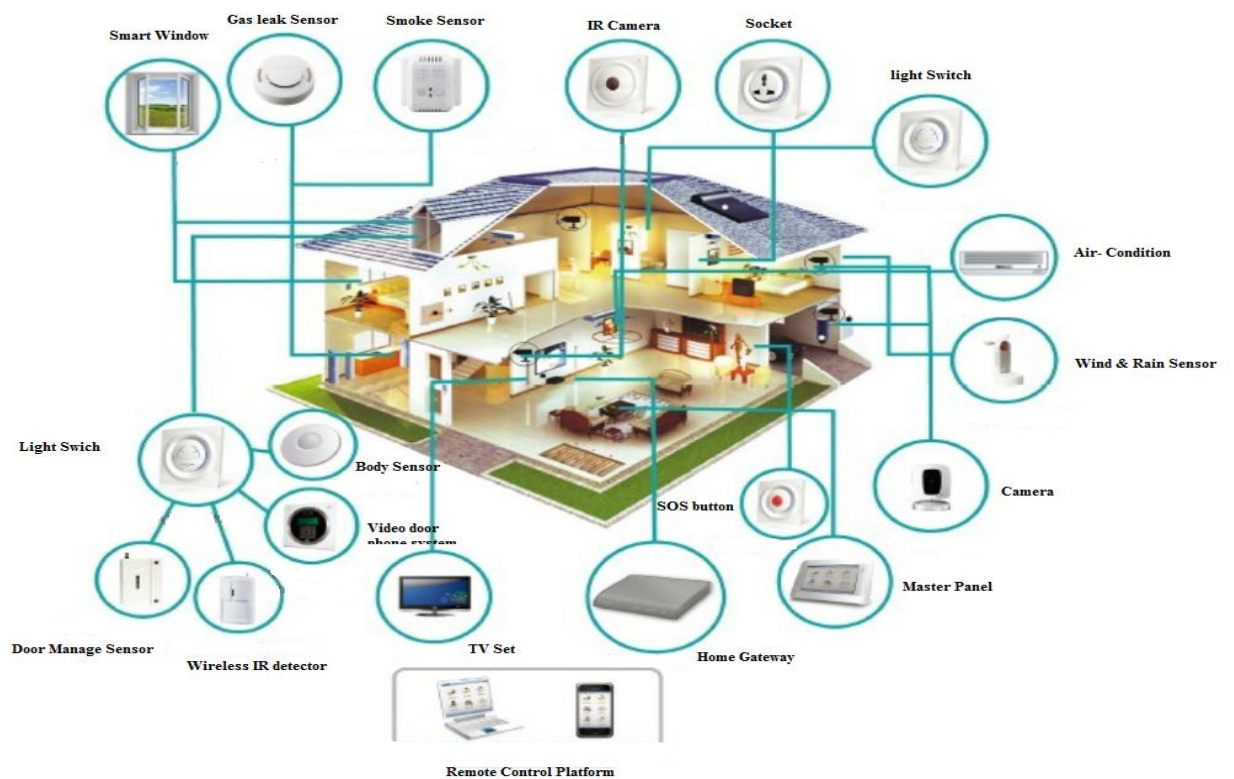 Gas leak Sensor
Smoke Sensor
IR Camera
Socket
Smart Window
light Switch
Air- Condition
Wind & Rain Sensor
Light Swich
Body Sensor
Camera
SOS button
Video door
phone system
Master Panel
Door Manage Sensor
Wireless IR detector
TV Set
Home Gateway
Remote Control Platform